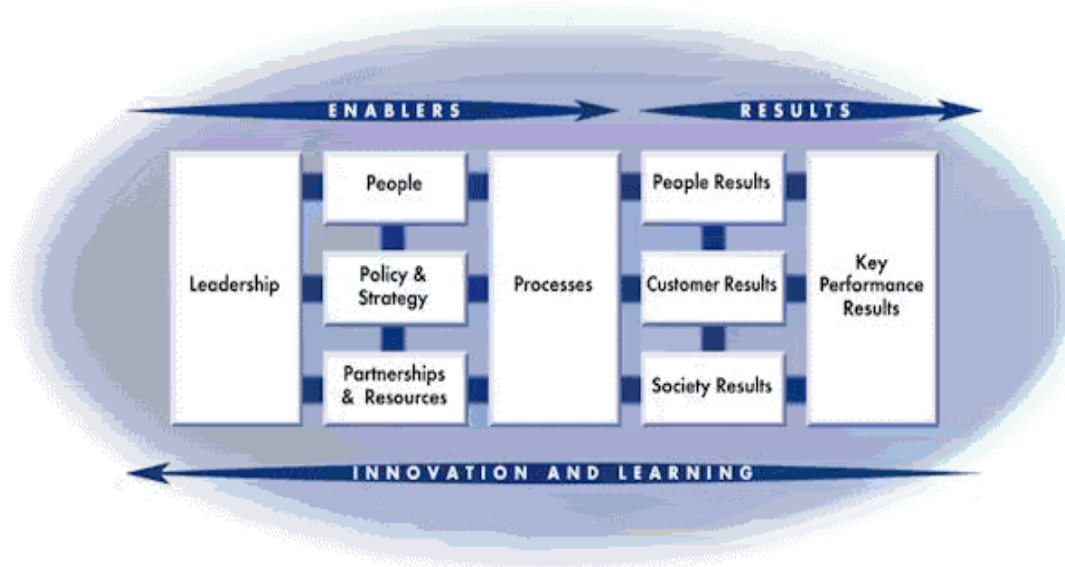 ENABLERS
RESULTS
Leadership
People
Policy &
Strategy
Partnerships
& Resources
Processes
People Results
Customer Results
Society Results
Key
Performance
Results
INNOVATION AND LEARNING